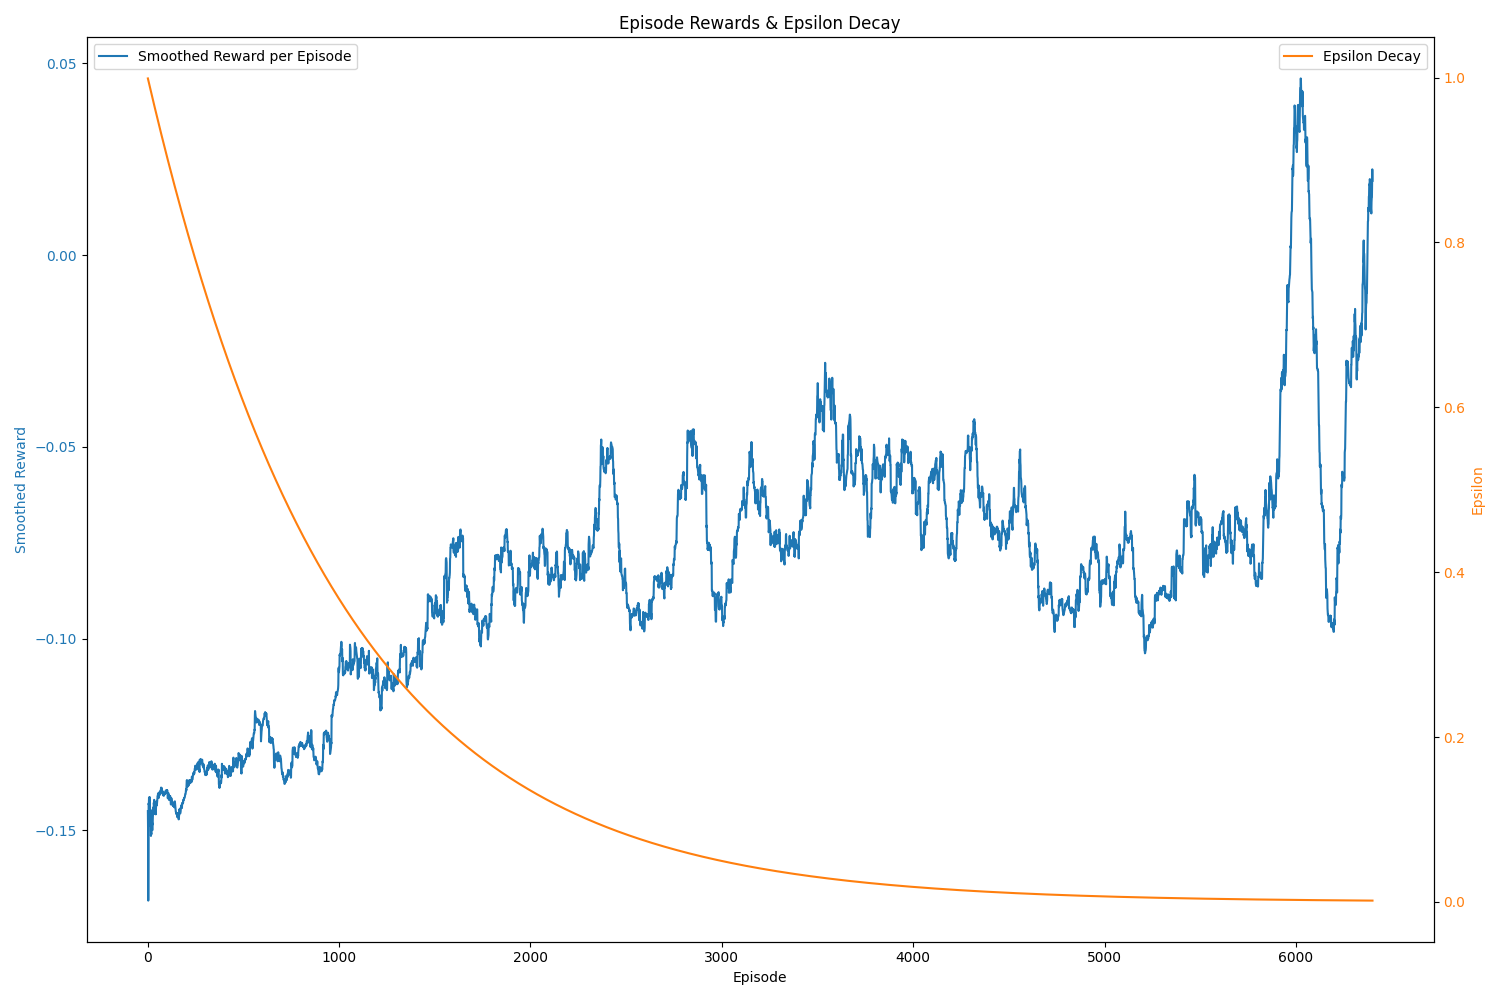 Episode Rewards & Epsilon Decay
Smoothed Reward per Episode
Epsilon Decay
0.05
0.00
−0.05
−0.10
−0.15
Smoothed Reward
1.0
0.8
0.6
0.4
0.2
0.0
Epsilon
0 1000 2000 3000 4000 5000 6000
Episode